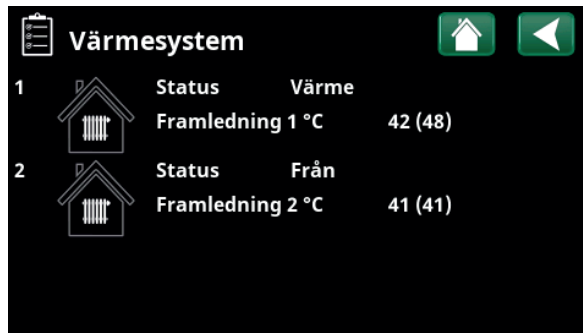 Värmesystem
1 Status Värme
Framledning 1 °C 42 (48)
2 Status Från
Framledning 2 °C 41 (41)